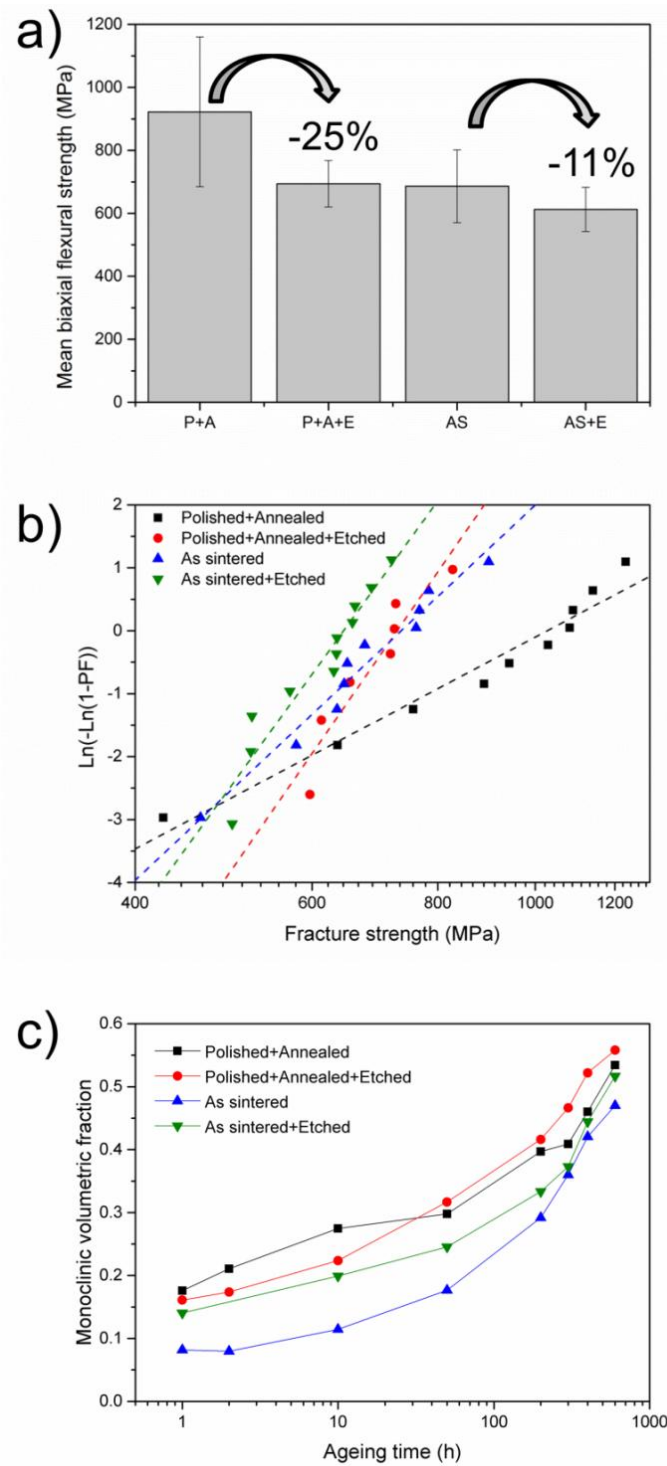 a)
Mean biaxial flexural strength (MPa)
1200
1000
800
600
400
200
0
-25%
-11%
P+A
P+A+E
AS
AS+E
b)
Ln(-Ln(1-PF))
2
1
0
-1
-2
-3
-4
Polished+Annealed
Polished+Annealed+Etched
As sintered
As sintered+Etched
400
600
800
1000
1200
Fracture strength (MPa)
c)
Monoclinic volumetric fraction
0.6
0.5
0.4
0.3
0.2
0.1
0.0
Polished+Annealed
Polished+Annealed+Etched
As sintered
As sintered+Etched
1
10
100
1000
Ageing time (h)